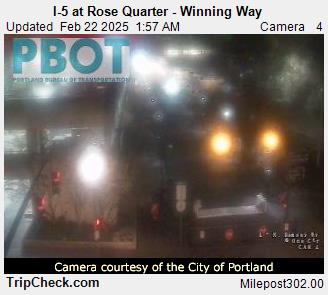 I-5 at Rose Quarter - Winning Way
Updated Feb 22 2025 1:57 AM Camera 4
PBOT
PORTLAND BUREAU OF TRANSPORTATION
Camera courtesy of the City of Portland
TripCheck.com Milepost302.00